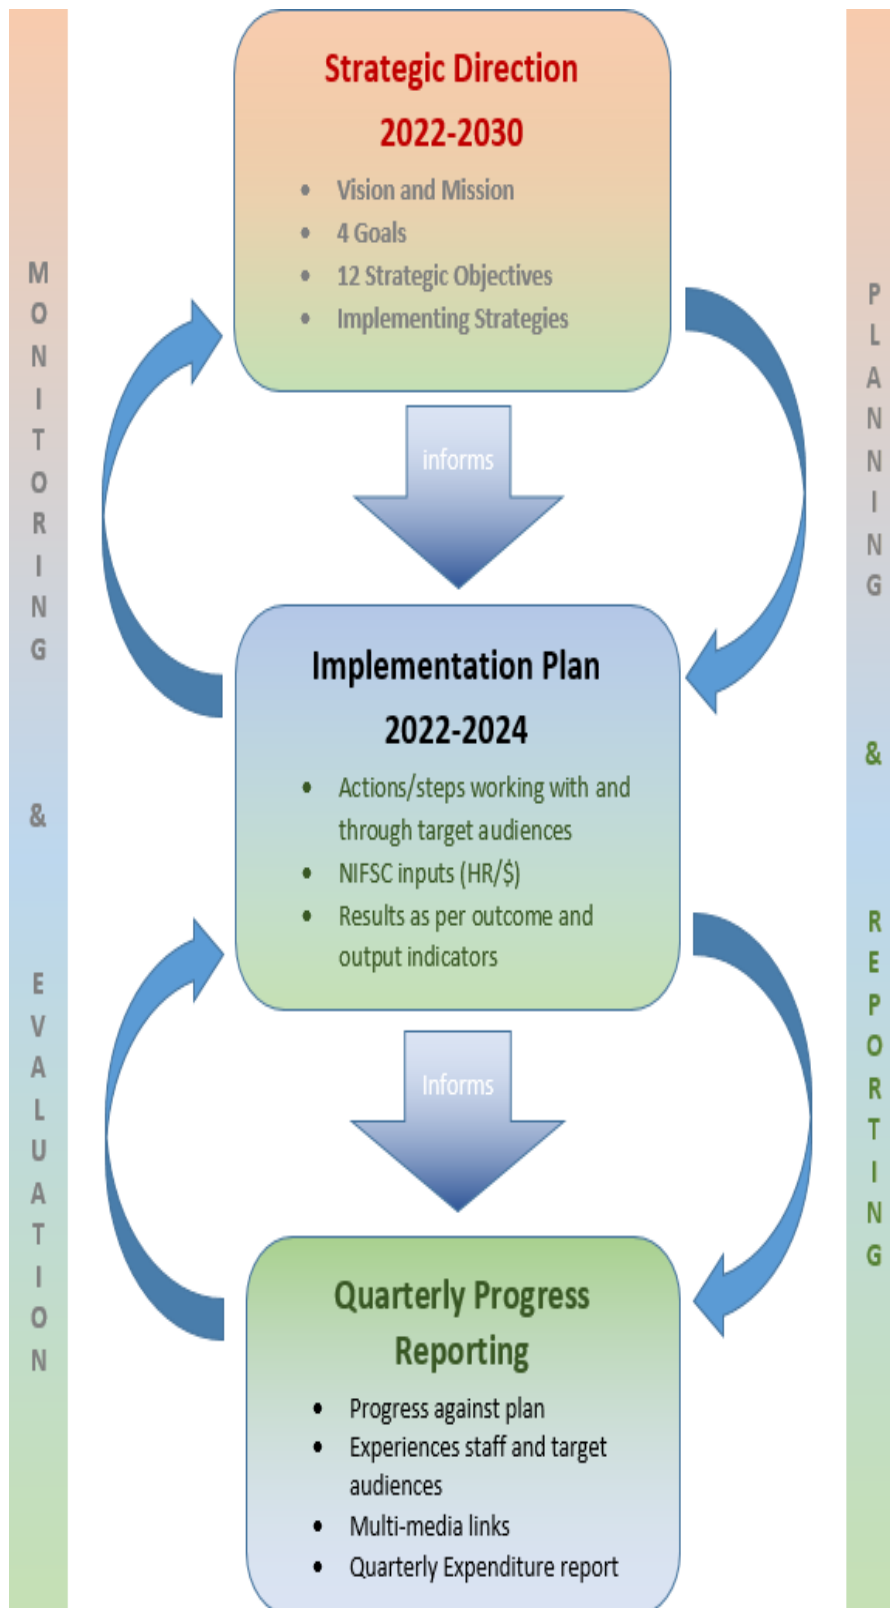 Strategic Direction
2022-2030
• Vision and Mission
• 4 Goals
• 12 Strategic Objectives
• Implementing Strategies
informs
Implementation Plan
2022-2024
• Actions/steps working with and
through target audiences
• NIFSC inputs (HR/$)
• Results as per outcome and
output indicators
Informs
Quarterly Progress
Reporting
• Progress against plan
• Experiences staff and target
audiences
• Multi-media links
• Quarterly Expenditure report
MONITORING
&
EVALUATION
PLANNING
&
REPORTING